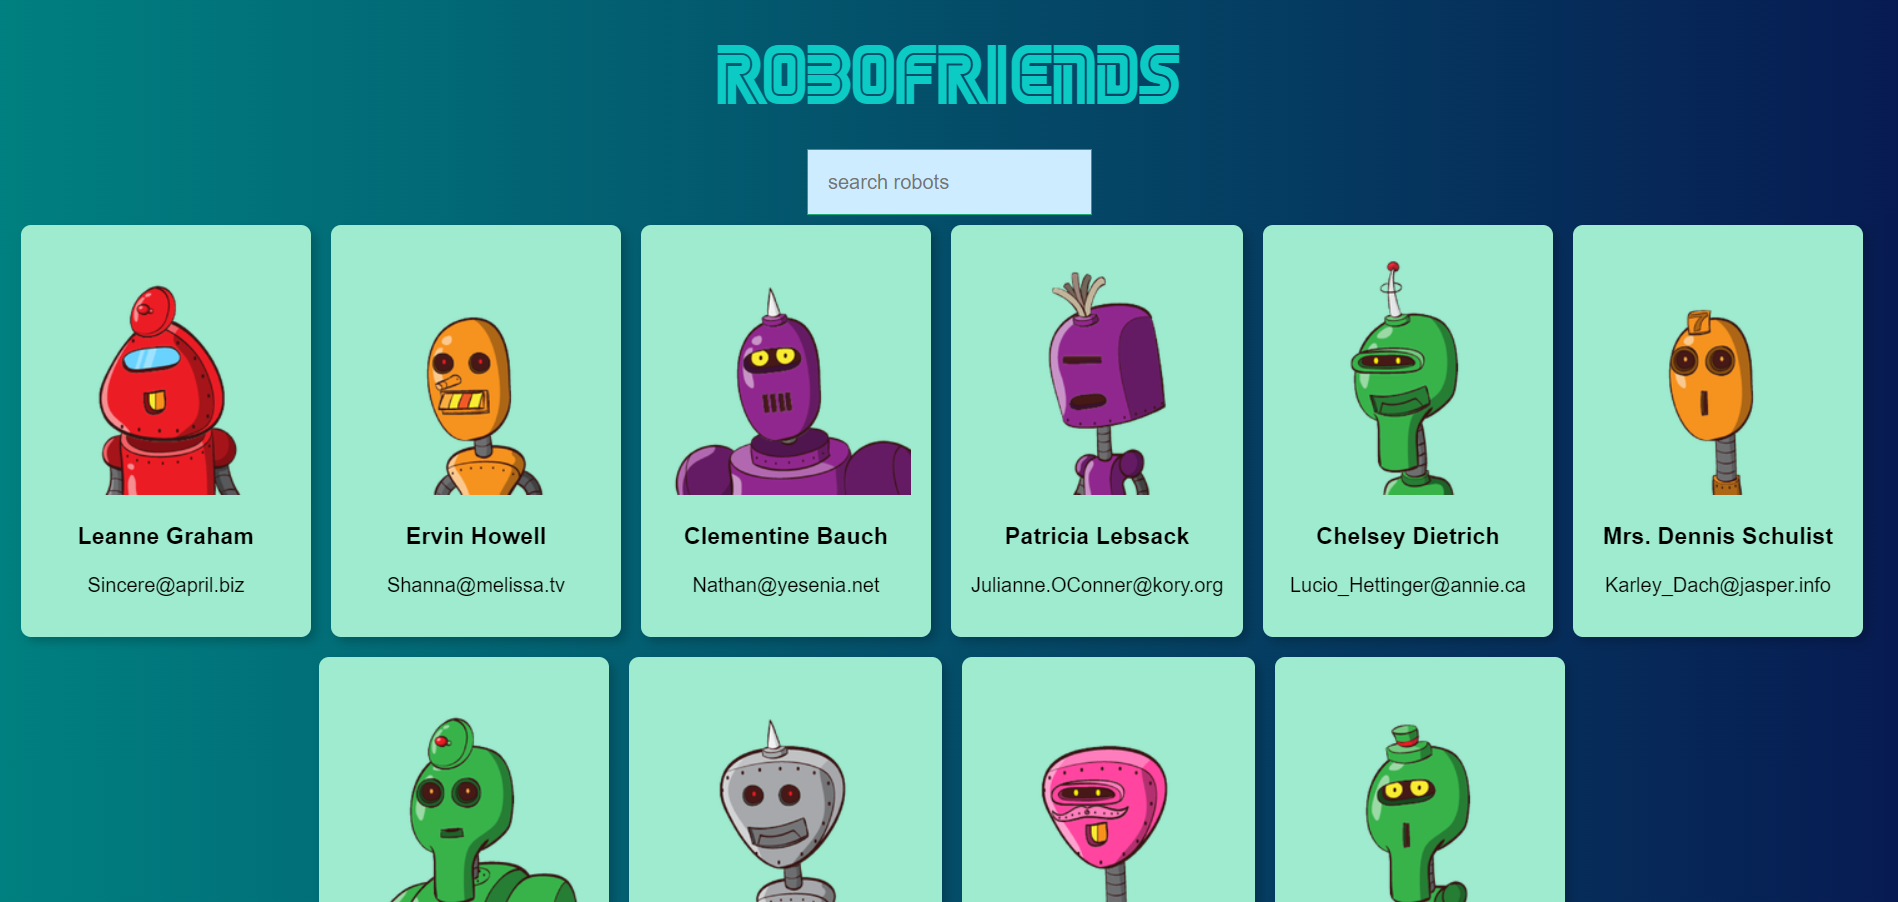 ROBOFRIENDS
search robots
7
Leanne Graham
Ervin Howell
Clementine Bauch
Patricia Lebsack
Chelsey Dietrich
Mrs. Dennis Schulist
Sincere@april.biz
Shanna@melissa.tv
Nathan@yesenia.net
Julianne.OConner@kory.org
Lucio_Hettinger@annie.ca
Karley_Dach@jasper.info